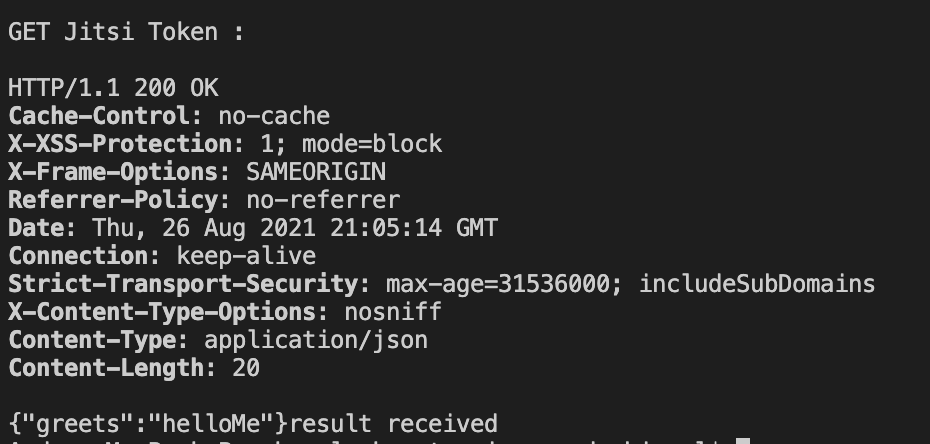 GET Jitsi Token :
HTTP/1.1 200 OK
Cache-Control: no-cache
X-XSS-Protection: 1; mode=block
X-Frame-Options: SAMEORIGIN
Referrer-Policy: no-referrer
Date: Thu, 26 Aug 2021 21:05:14 GMT
Connection: keep-alive
Strict-Transport-Security: max-age=31536000; includeSubDomains
X-Content-Type-Options: nosniff
Content-Type: application/json
Content-Length: 20
{"greets":"helloMe"}result received